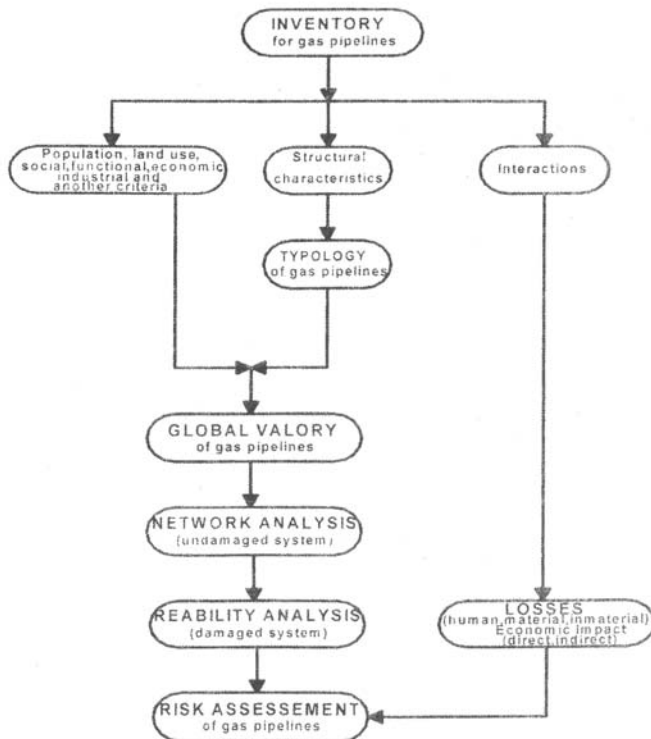 INVENTORY
for gas pipelines
Population, land use,
social,functional,economic
industrial and
another criteria
Structural
characteristics
Interactions
TYPOLOGY
of gas pipelines
GLOBAL VALORY
of gas pipelines
NETWORK ANALYSIS
(undamaged system)
REABILITY ANALYSIS
(damaged system)
LOSSES
(human,material,inmaterial)
Economic Impact
(direct,indirect)
RISK ASSESSEMENT
of gas pipelines